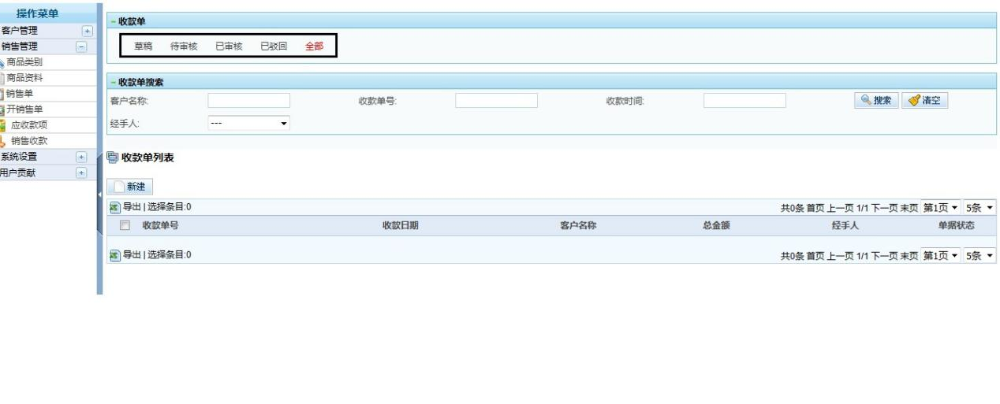 操作菜单
客户管理
销售管理
商品类别
商品资料
销售单
开销售单
应收款项
销售收款
系统设置
用户贡献
收款单
草稿 待审核 已审核 已驳回 全部
收款单搜索
客户名称: 收款单号: 收款时间: 搜索 清空
经手人: ---
收款单列表
新建
导出 | 选择条目:0 共0条 首页 上一页 1/1 下一页 末页 第1页 5条
收款单号 收款日期 客户名称 总金额 经手人 单据状态
导出 | 选择条目:0 共0条 首页 上一页 1/1 下一页 末页 第1页 5条